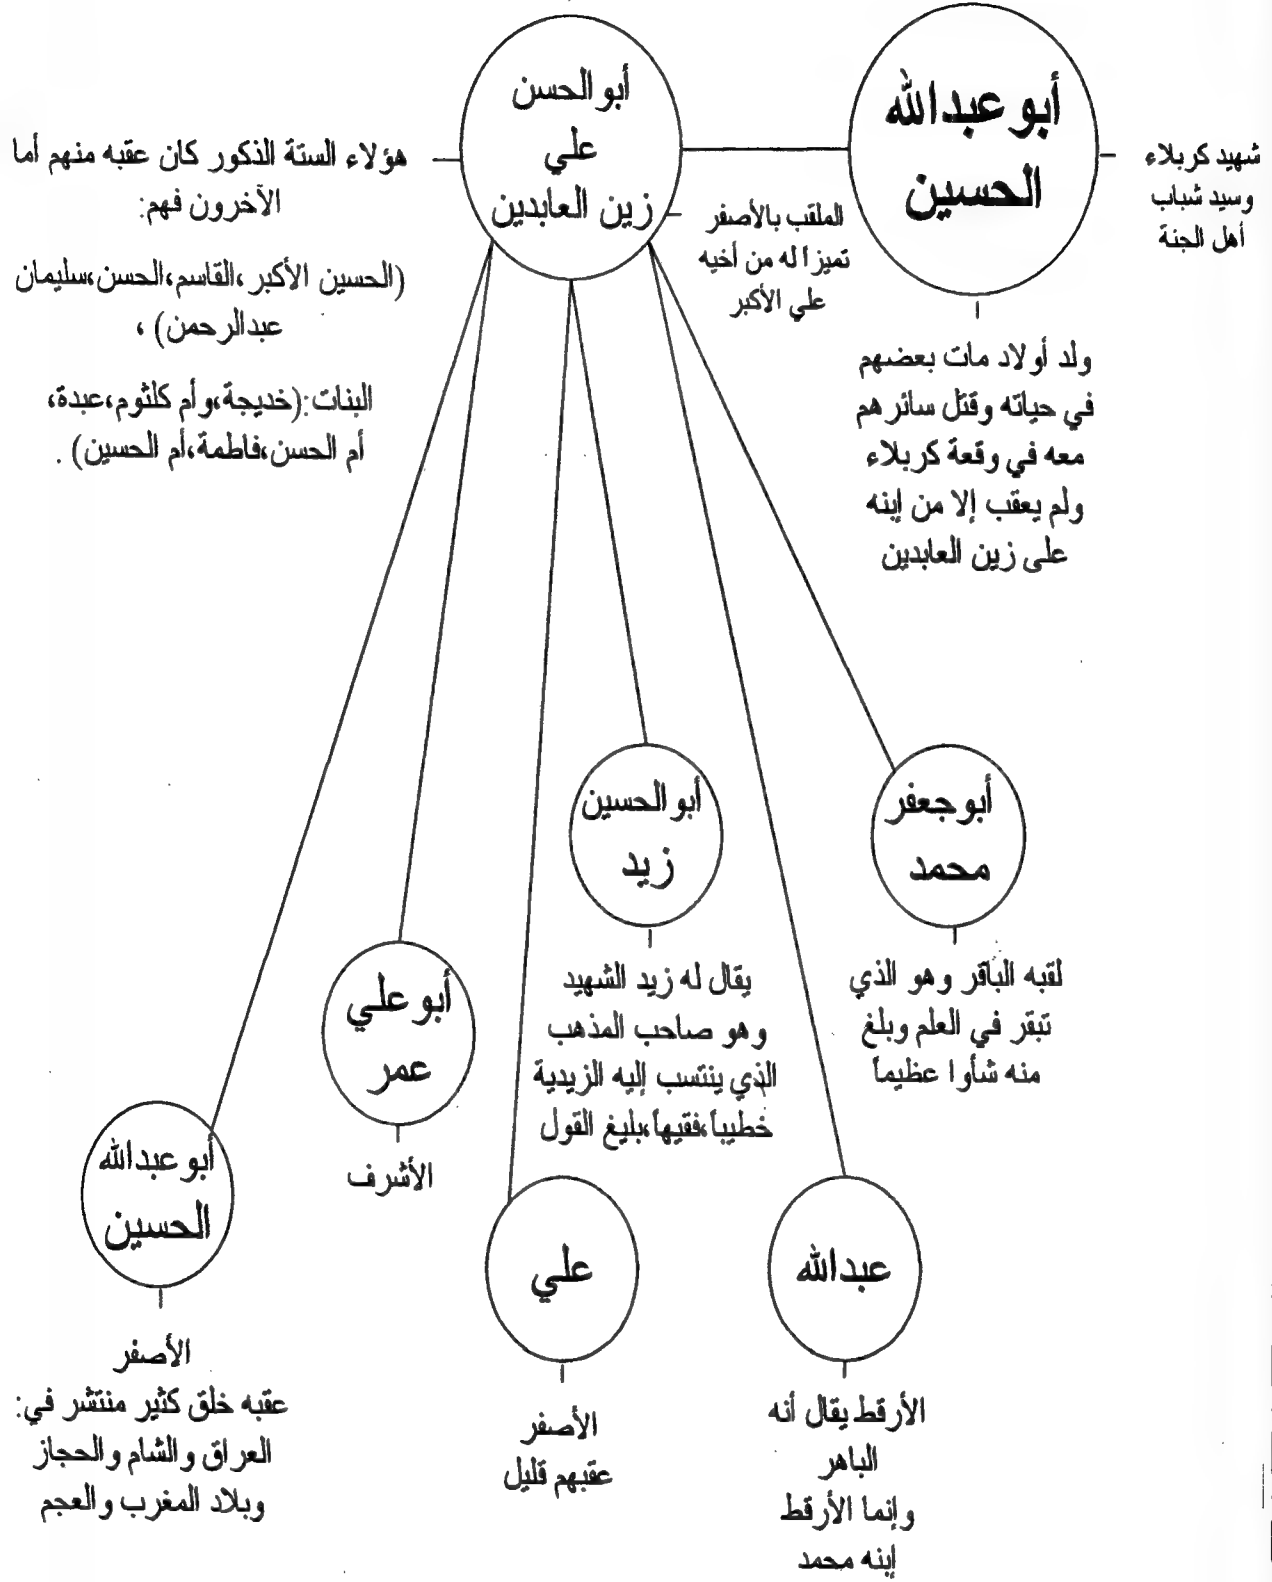 أبو عبدالله
الحسين
شهيد كربلاء
وسيد شباب
أهل الجنة
ولد أولاد مات بعضهم
في حياته وقتل سائرهم
معه في وقعة كربلاء
ولم يعقب إلا من إبنه
على زين العابدين
أبو الحسن
علي
زين العابدين
الملقب بالأصفر
تميزا له من أخيه
علي الأكبر
هؤلاء الستة الذكور كان عقبه منهم أما
الآخرون فهم:
(الحسين الأكبر ،القاسم،الحسن،سليمان
عبدالرحمن) ،
البنات:(خديجة،وأم كلثوم،عبدة،
أم الحسن،فاطمة،أم الحسين) .
أبو جعفر
محمد
لقبه الباقر وهو الذي
تبقر في العلم وبلغ
منه شأوا عظيماً
أبو الحسين
زيد
يقال له زيد الشهيد
وهو صاحب المذهب
الذي ينتسب إليه الزيدية
خطيباً،فقيهاً،بليغ القول
أبو علي
عمر
الأشرف
أبو عبدالله
الحسين
الأصفر
عقبه خلق كثير منتشر في:
العراق والشام والحجاز
وبلاد المغرب والعجم
علي
الأصفر
عقبهم قليل
عبدالله
الأرقط يقال أنه
الباهر
وإنما الأرقط
إبنه محمد